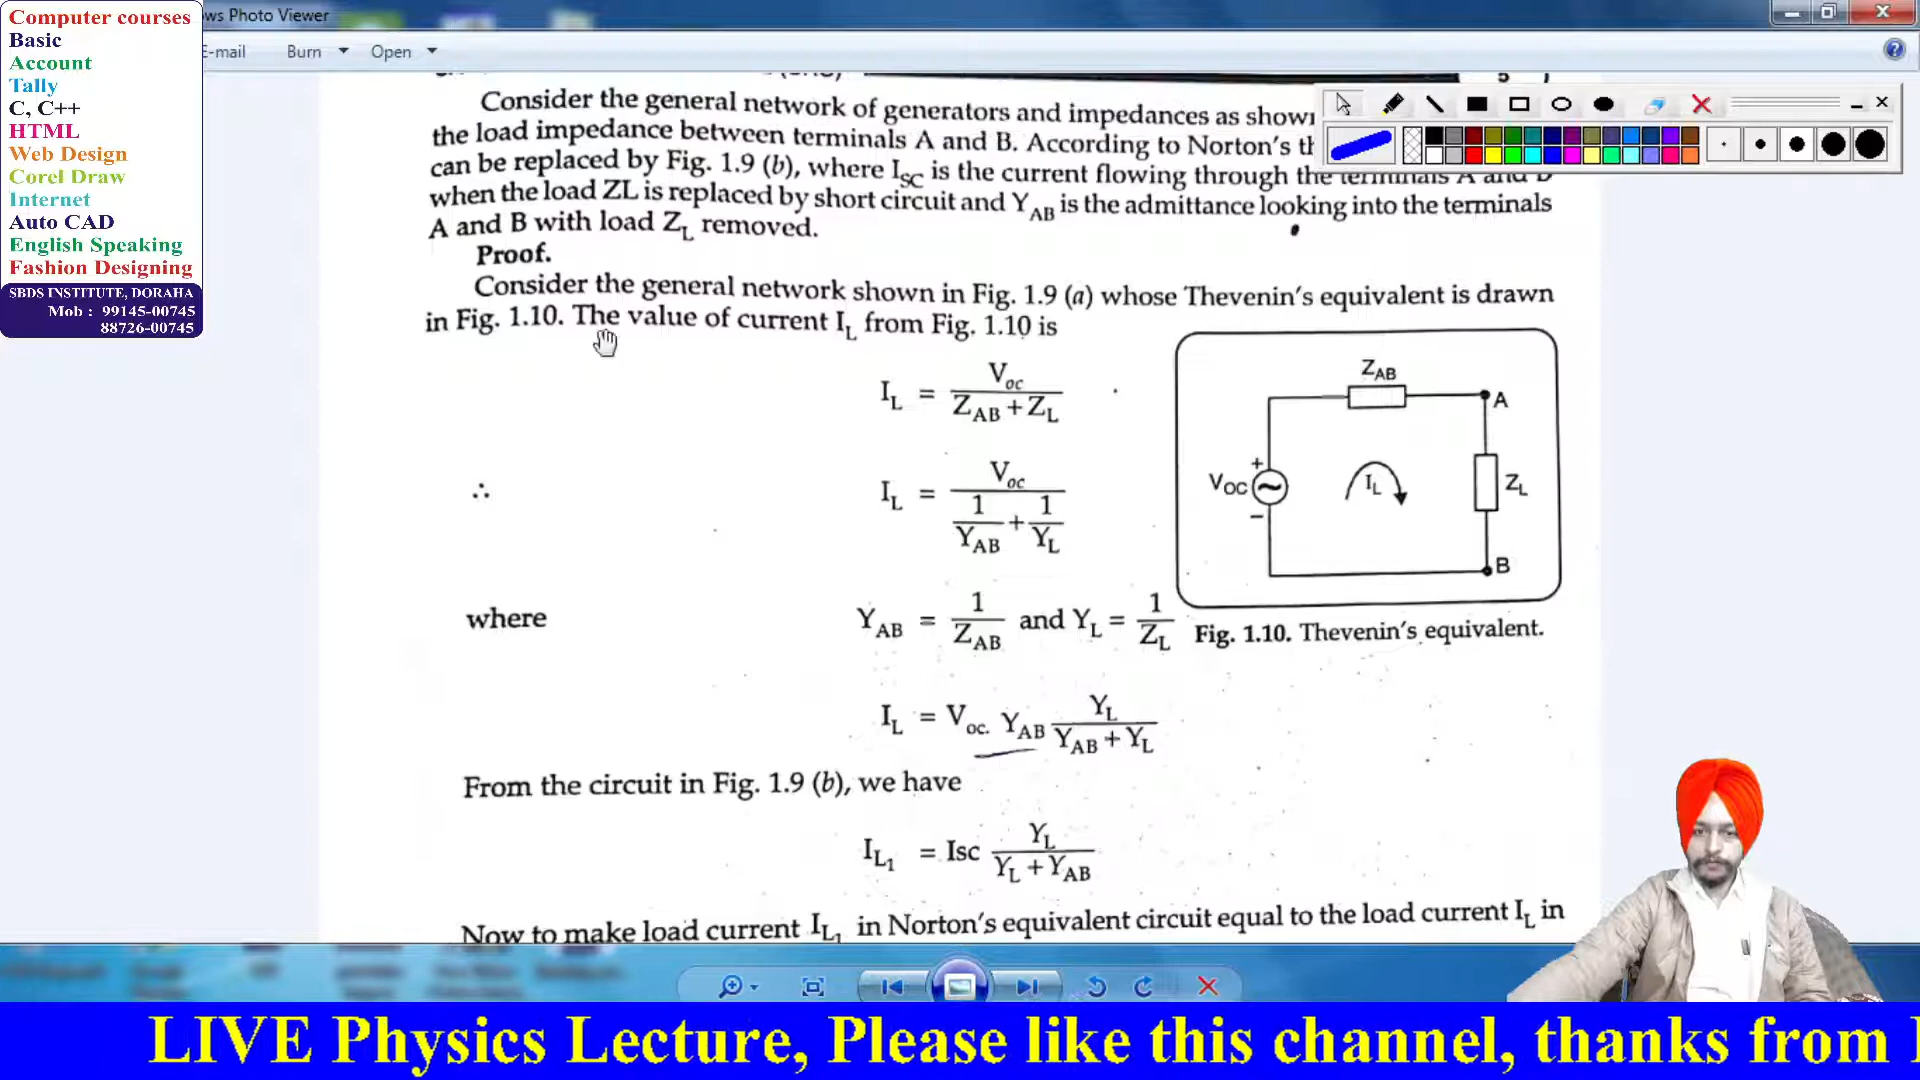 Computer courses
Basic
Account
Tally
C, C++
HTML
Web Design
Corel Draw
Internet
Auto CAD
English Speaking
Fashion Designing
SBDS INSTITUTE, DORAHA
Mob : 99145-00745
88726-00745
ws Photo Viewer
E-mail Burn Open
Consider the general network of generators and impedances as shown
the load impedance between terminals A and B. According to Norton's th
can be replaced by Fig. 1.9 (b), where I_SC is the current flowing through the terminals A and B
when the load ZL is replaced by short circuit and Y_AB is the admittance looking into the terminals
A and B with load Z_L removed.
Proof.
Consider the general network shown in Fig. 1.9 (a) whose Thevenin's equivalent is drawn
in Fig. 1.10. The value of current I_L from Fig. 1.10 is
I_L = V_oc / (Z_AB + Z_L)
∴ I_L = V_oc / (1/Y_AB + 1/Y_L)
where Y_AB = 1/Z_AB and Y_L = 1/Z_L
I_L = V_oc. Y_AB Y_L / (Y_AB + Y_L)
Z_AB
A
V_OC
+
−
I_L
Z_L
B
Fig. 1.10. Thevenin's equivalent.
From the circuit in Fig. 1.9 (b), we have
I_L1 = Isc Y_L / (Y_L + Y_AB)
Now to make load current I_L1 in Norton's equivalent circuit equal to the load current I_L in
LIVE Physics Lecture, Please like this channel, thanks from